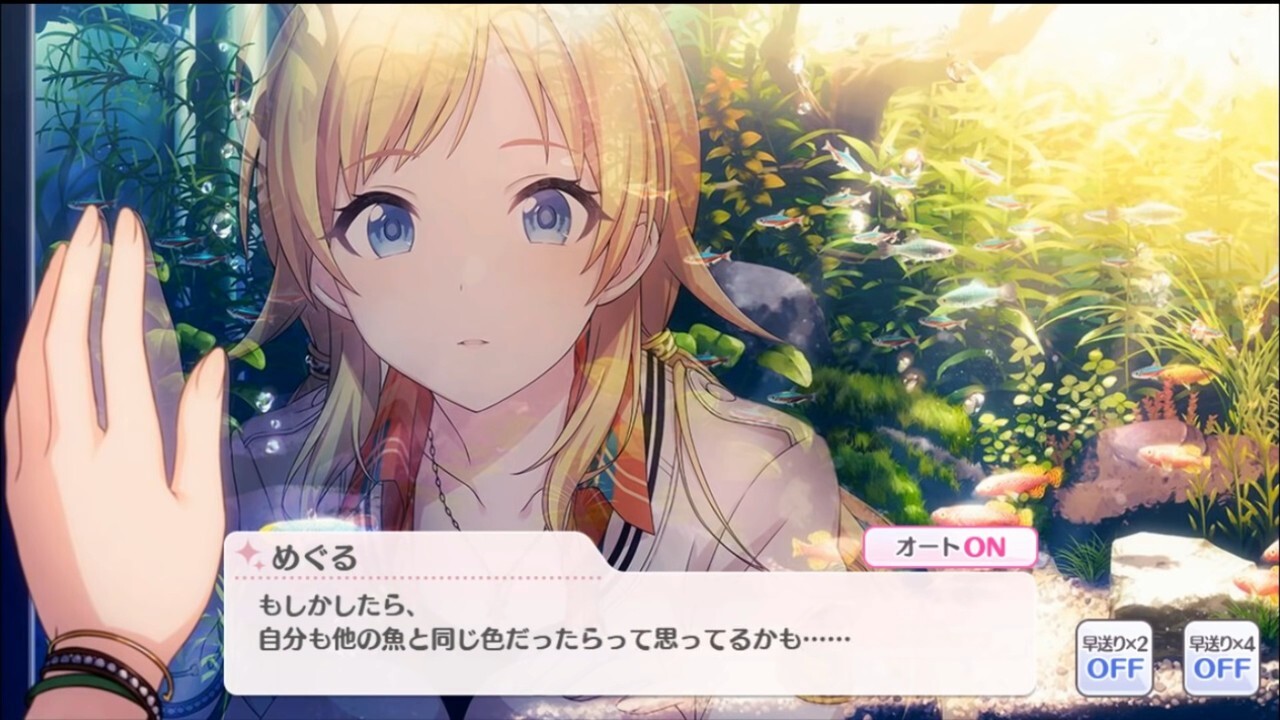 めぐる
オートON
もしかしたら、
自分も他の魚と同じ色だったらって思ってるかも……
早送り×2
OFF
早送り×4
OFF